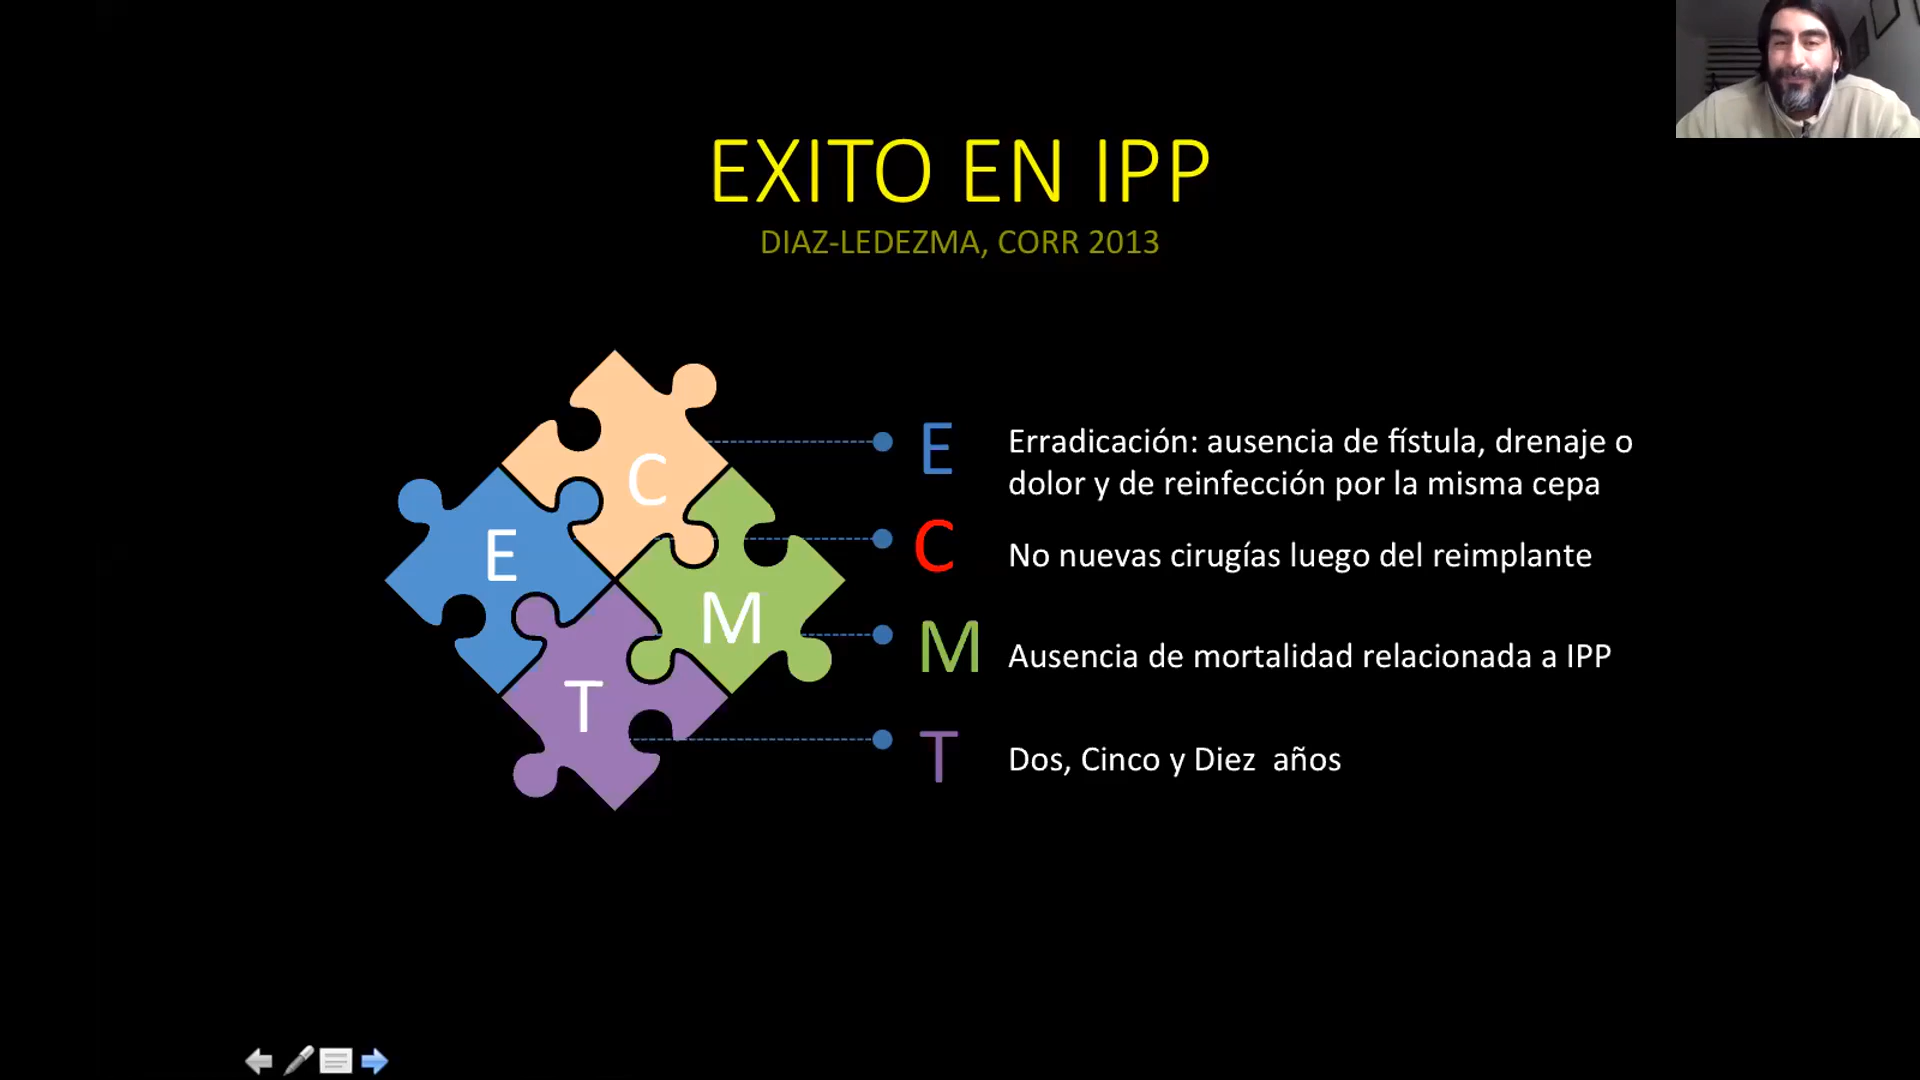 EXITO EN IPP
DIAZ-LEDEZMA, CORR 2013
C
E
M
T
E Erradicación: ausencia de fístula, drenaje o
dolor y de reinfección por la misma cepa
C No nuevas cirugías luego del reimplante
M Ausencia de mortalidad relacionada a IPP
T Dos, Cinco y Diez  años